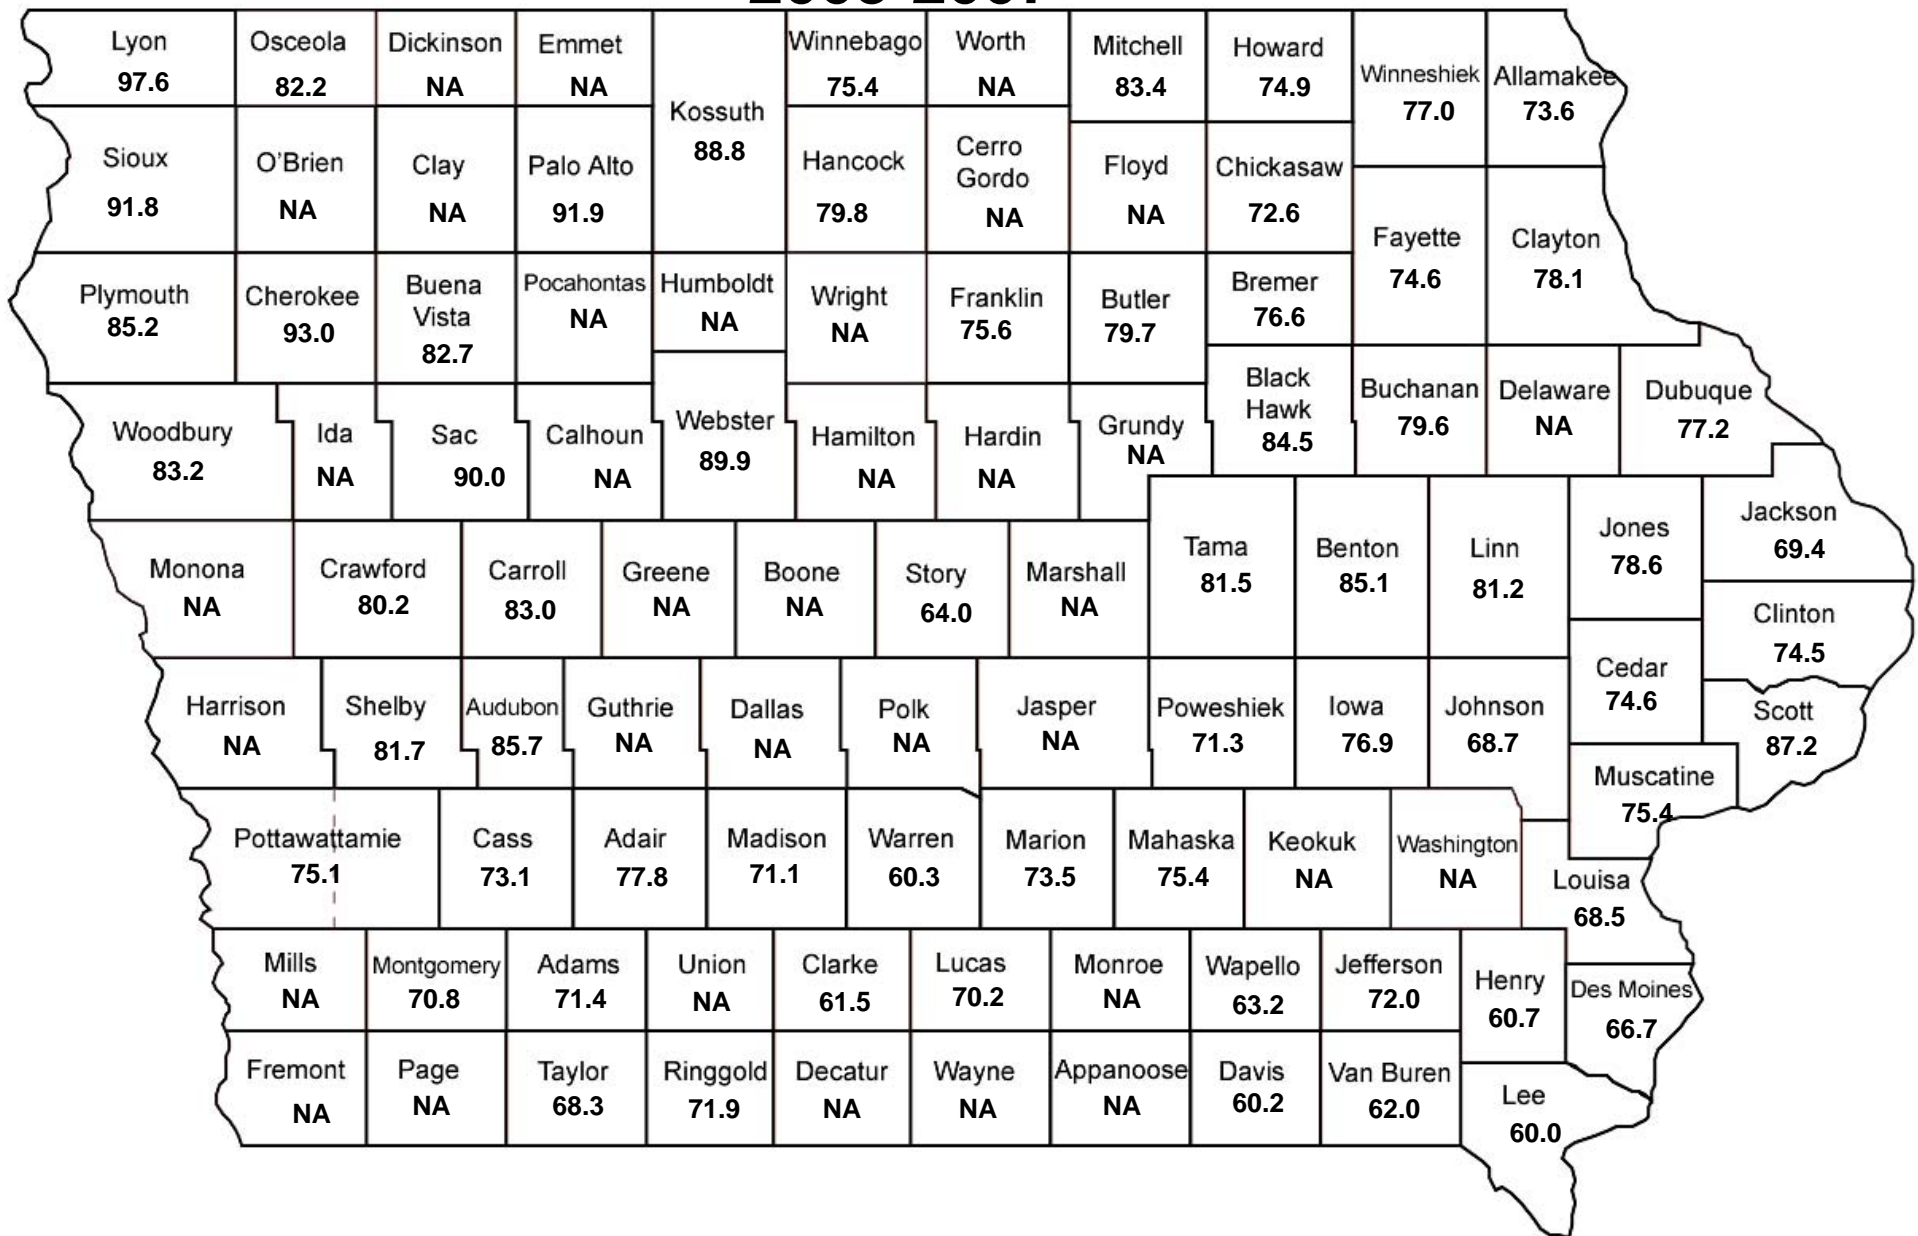 Lyon
97.6
Osceola
82.2
Dickinson
NA
Emmet
NA
Kossuth
88.8
Winnebago
75.4
Worth
NA
Mitchell
83.4
Howard
74.9
Winneshiek
77.0
Allamakee
73.6
Sioux
91.8
O'Brien
NA
Clay
NA
Palo Alto
91.9
Hancock
79.8
Cerro
Gordo
NA
Floyd
NA
Chickasaw
72.6
Fayette
74.6
Clayton
78.1
Plymouth
85.2
Cherokee
93.0
Buena
Vista
82.7
Pocahontas
NA
Humboldt
NA
Wright
NA
Franklin
75.6
Butler
79.7
Bremer
76.6
Woodbury
83.2
Ida
NA
Sac
90.0
Calhoun
NA
Webster
89.9
Hamilton
NA
Hardin
NA
Grundy
NA
Black
Hawk
84.5
Buchanan
79.6
Delaware
NA
Dubuque
77.2
Monona
NA
Crawford
80.2
Carroll
83.0
Greene
NA
Boone
NA
Story
64.0
Marshall
NA
Tama
81.5
Benton
85.1
Linn
81.2
Jones
78.6
Jackson
69.4
Clinton
74.5
Harrison
NA
Shelby
81.7
Audubon
85.7
Guthrie
NA
Dallas
NA
Polk
NA
Jasper
NA
Poweshiek
71.3
Iowa
76.9
Johnson
68.7
Cedar
74.6
Scott
87.2
Muscatine
75.4
Pottawattamie
75.1
Cass
73.1
Adair
77.8
Madison
71.1
Warren
60.3
Marion
73.5
Mahaska
75.4
Keokuk
NA
Washington
NA
Louisa
68.5
Mills
NA
Montgomery
70.8
Adams
71.4
Union
NA
Clarke
61.5
Lucas
70.2
Monroe
NA
Wapello
63.2
Jefferson
72.0
Henry
60.7
Des Moines
66.7
Fremont
NA
Page
NA
Taylor
68.3
Ringgold
71.9
Decatur
NA
Wayne
NA
Appanoose
NA
Davis
60.2
Van Buren
62.0
Lee
60.0